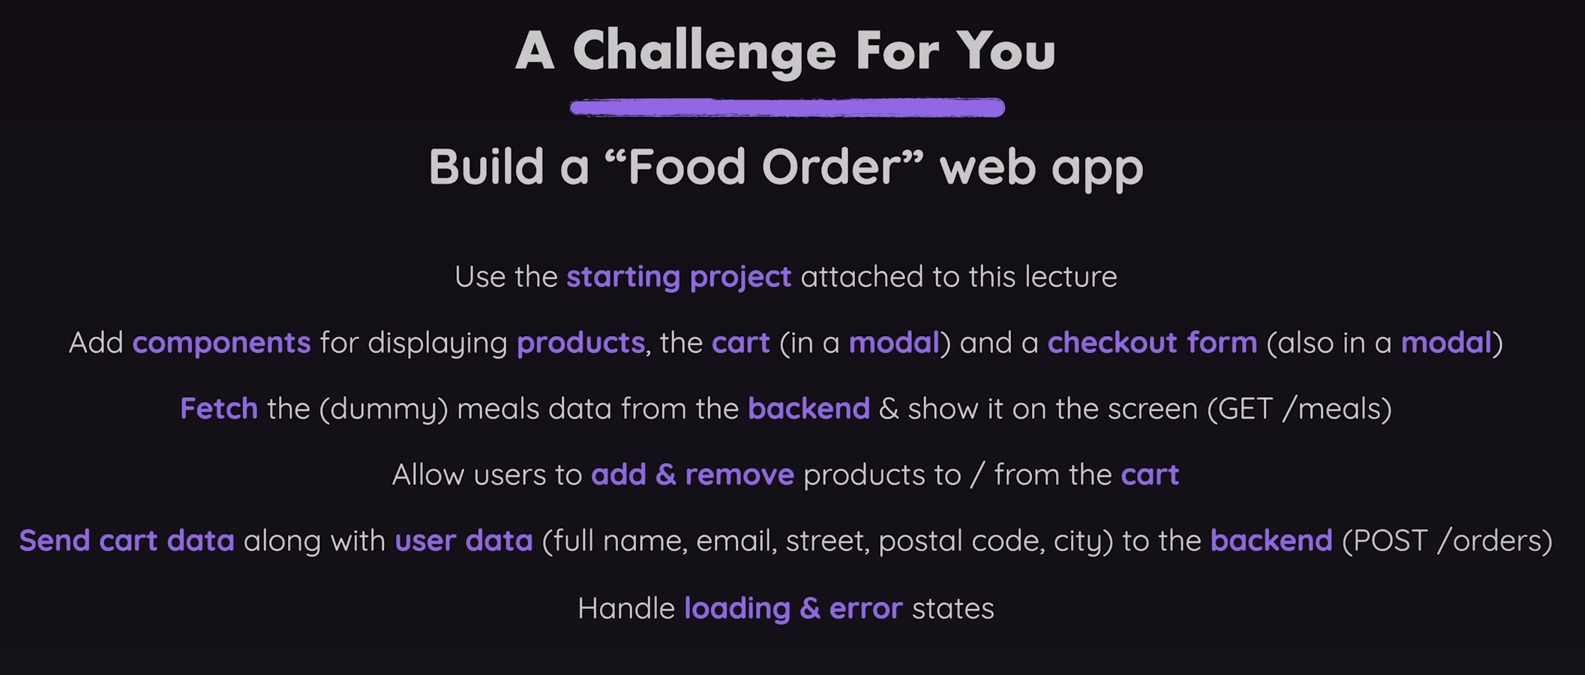 A Challenge For You
Build a “Food Order” web app
Use the starting project attached to this lecture
Add components for displaying products, the cart (in a modal) and a checkout form (also in a modal)
Fetch the (dummy) meals data from the backend & show it on the screen (GET /meals)
Allow users to add & remove products to / from the cart
Send cart data along with user data (full name, email, street, postal code, city) to the backend (POST /orders)
Handle loading & error states